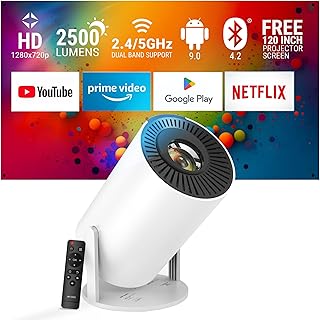 HD
1280x720p
2500
LUMENS
2.4/5GHz
DUAL BAND SUPPORT
9.0
4.2
FREE
120 INCH
PROJECTOR
SCREEN
YouTube
prime video
Google Play
NETFLIX